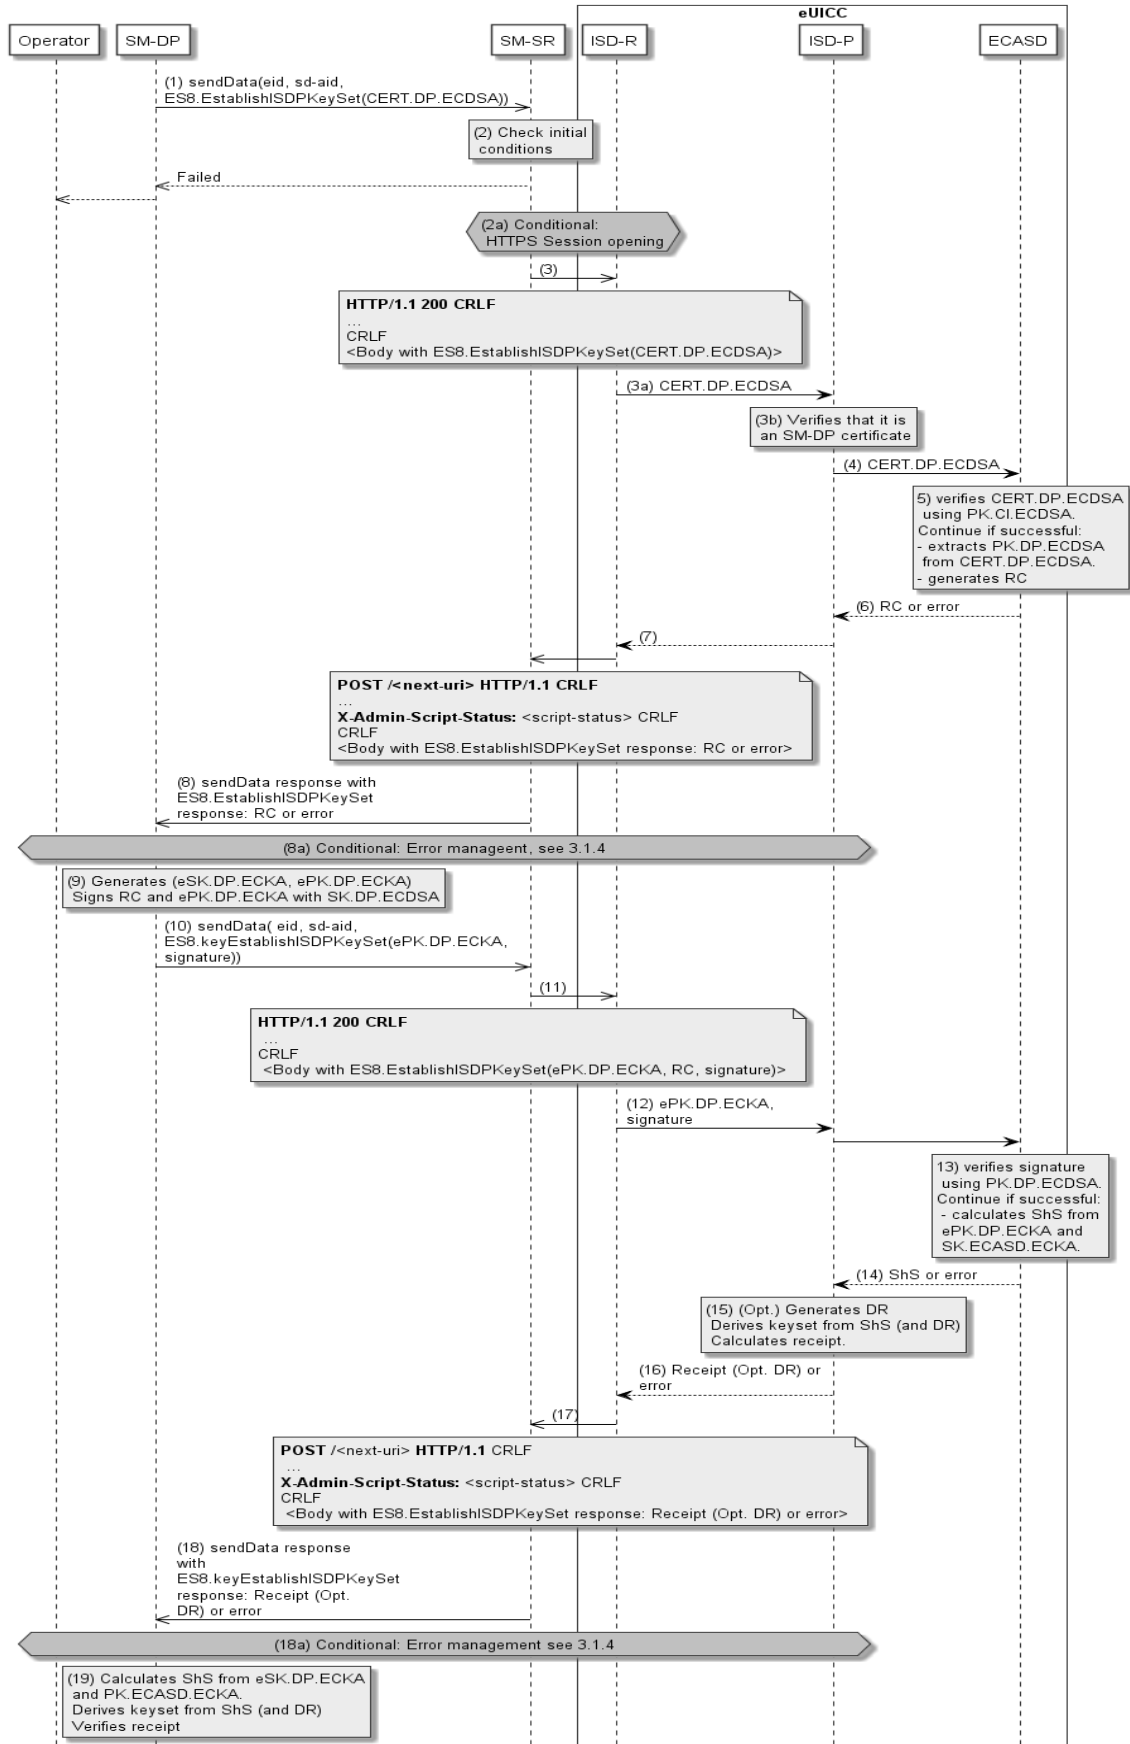 eUICC
Operator
SM-DP
SM-SR
ISD-R
ISD-P
ECASD
(1) sendData(eid, sd-aid,
ES8.EstablishISDPKeySet(CERT.DP.ECDSA))
(2) Check initial
conditions
Failed
(2a) Conditional:
HTTPS Session opening
(3)
HTTP/1.1 200 CRLF
...
CRLF
<Body with ES8.EstablishISDPKeySet(CERT.DP.ECDSA)>
(3a) CERT.DP.ECDSA
(3b) Verifies that it is
an SM-DP certificate
(4) CERT.DP.ECDSA
5) verifies CERT.DP.ECDSA
using PK.CI.ECDSA.
Continue if successful:
- extracts PK.DP.ECDSA
from CERT.DP.ECDSA.
- generates RC
(6) RC or error
(7)
POST /<next-uri> HTTP/1.1 CRLF
...
X-Admin-Script-Status: <script-status> CRLF
CRLF
<Body with ES8.EstablishISDPKeySet response: RC or error>
(8) sendData response with
ES8.EstablishISDPKeySet
response: RC or error
(8a) Conditional: Error manageent, see 3.1.4
(9) Generates (eSK.DP.ECKA, ePK.DP.ECKA)
Signs RC and ePK.DP.ECKA with SK.DP.ECDSA
(10) sendData( eid, sd-aid,
ES8.keyEstablishISDPKeySet(ePK.DP.ECKA,
signature))
(11)
HTTP/1.1 200 CRLF
...
CRLF
<Body with ES8.EstablishISDPKeySet(ePK.DP.ECKA, RC, signature)>
(12) ePK.DP.ECKA,
signature
13) verifies signature
using PK.DP.ECDSA.
Continue if successful:
- calculates ShS from
ePK.DP.ECKA and
SK.ECASD.ECKA.
(14) ShS or error
(15) (Opt.) Generates DR
Derives keyset from ShS (and DR)
Calculates receipt.
(16) Receipt (Opt. DR) or
error
(17)
POST /<next-uri> HTTP/1.1 CRLF
...
X-Admin-Script-Status: <script-status> CRLF
CRLF
<Body with ES8.EstablishISDPKeySet response: Receipt (Opt. DR) or error>
(18) sendData response
with
ES8.keyEstablishISDPKeySet
response: Receipt (Opt.
DR) or error
(18a) Conditional: Error management see 3.1.4
(19) Calculates ShS from eSK.DP.ECKA
and PK.ECASD.ECKA.
Derives keyset from ShS (and DR)
Verifies receipt